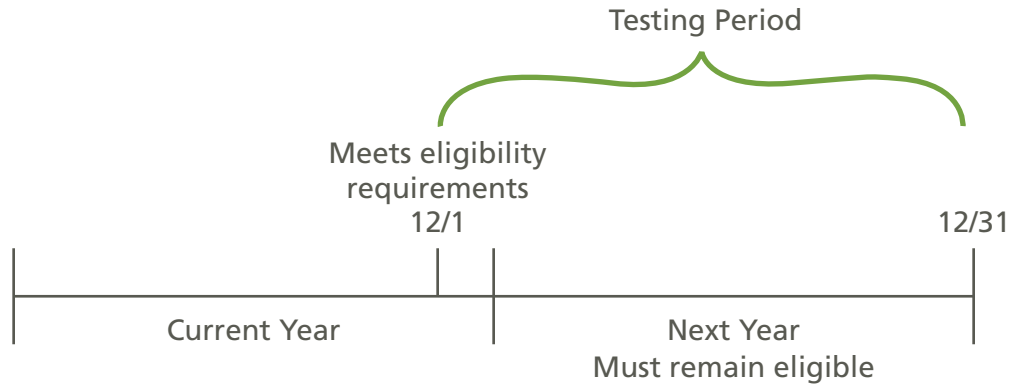 Testing Period
Meets eligibility
requirements
12/1
12/31
Current Year
Next Year
Must remain eligible